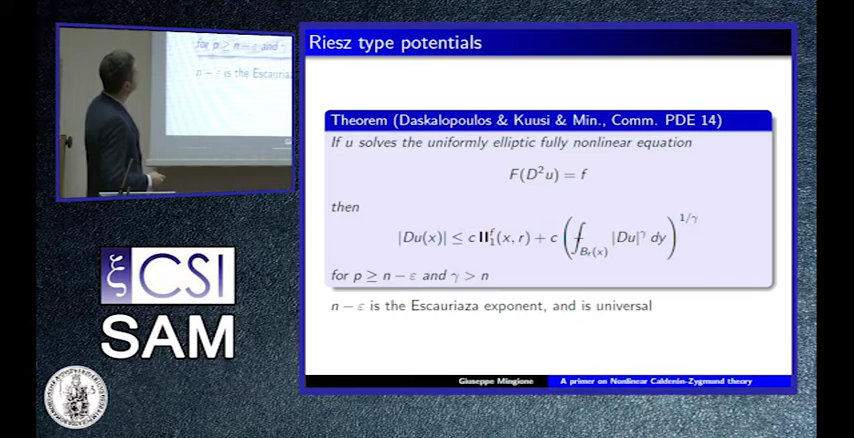 for p ≥ n − ε and γ
n − ε is the Escauriaz
ξ CSI
SAM
Riesz type potentials
Theorem (Daskalopoulos & Kuusi & Min., Comm. PDE 14)
If u solves the uniformly elliptic fully nonlinear equation
F(D²u) = f
then
|Du(x)| ≤ c 𝐈𝐈₁ᶠ(x, r) + c (⨍_{Bᵣ(x)} |Du|^γ dy)^{1/γ}
for p ≥ n − ε and γ > n
n − ε is the Escauriaza exponent, and is universal
Giuseppe Mingione
A primer on Nonlinear Calderón-Zygmund theory